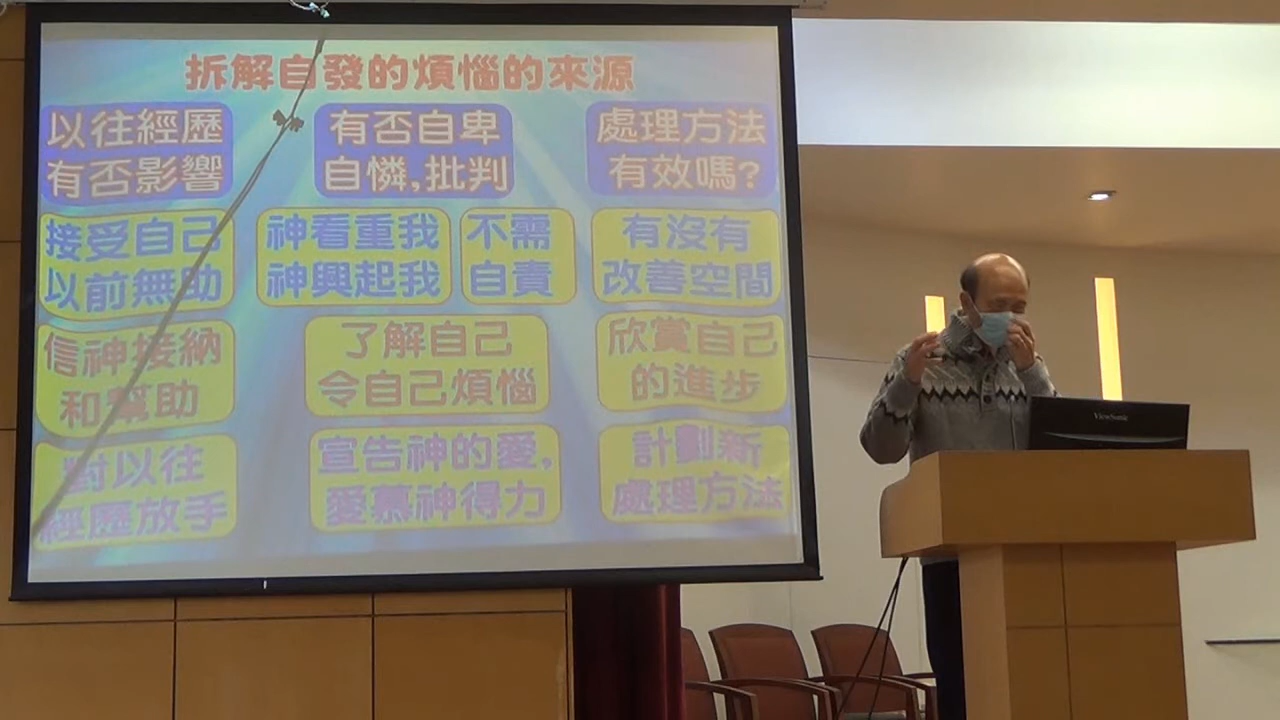 拆解自發的煩惱的來源
以往經歷
有否影響
有否自卑
自憐,批判
處理方法
有效嗎?
接受自己
以前無助
神看重我
神興起我
不需
自責
有沒有
改善空間
信神接納
和幫助
了解自己
令自己煩惱
欣賞自己
的進步
對以往
經歷放手
宣告神的愛,
愛慕神得力
計劃新
處理方法
ViewSonic